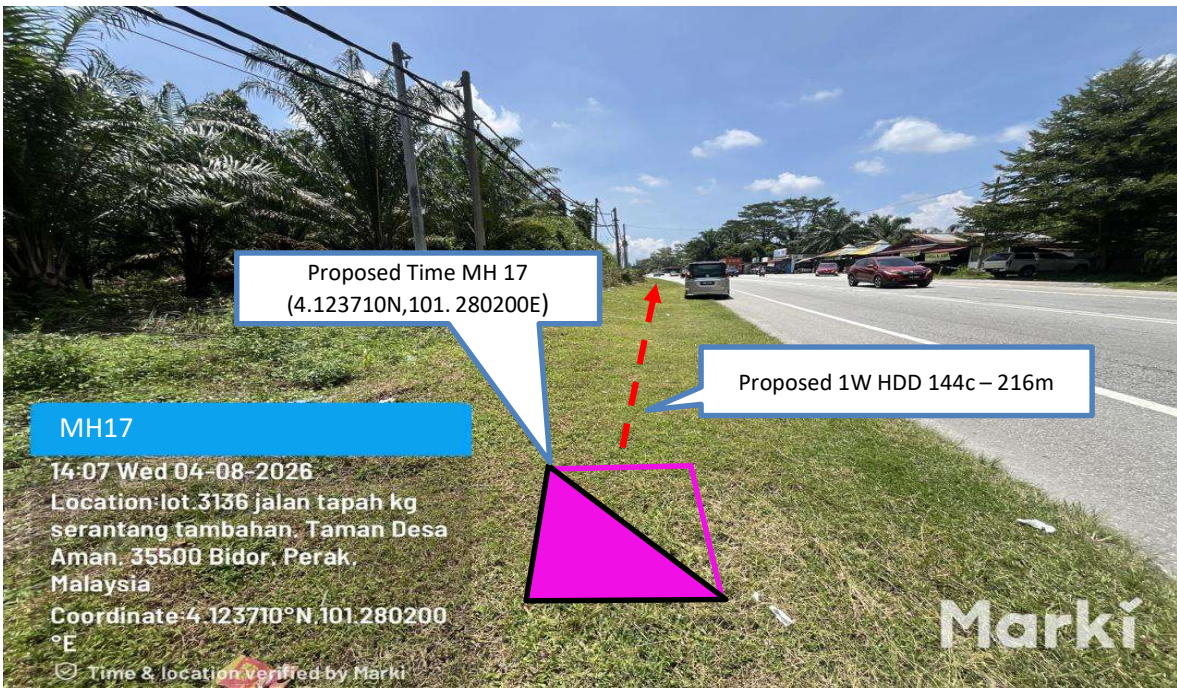 Proposed Time MH 17
(4.123710N,101. 280200E)
Proposed 1W HDD 144c – 216m
MH17
14:07 Wed 04-08-2026
Location:lot.3136 jalan tapah kg
serantang tambahan, Taman Desa
Aman, 35500 Bidor, Perak,
Malaysia
Coordinate:4.123710°N,101.280200
°E
Time & location verified by Marki
Marki